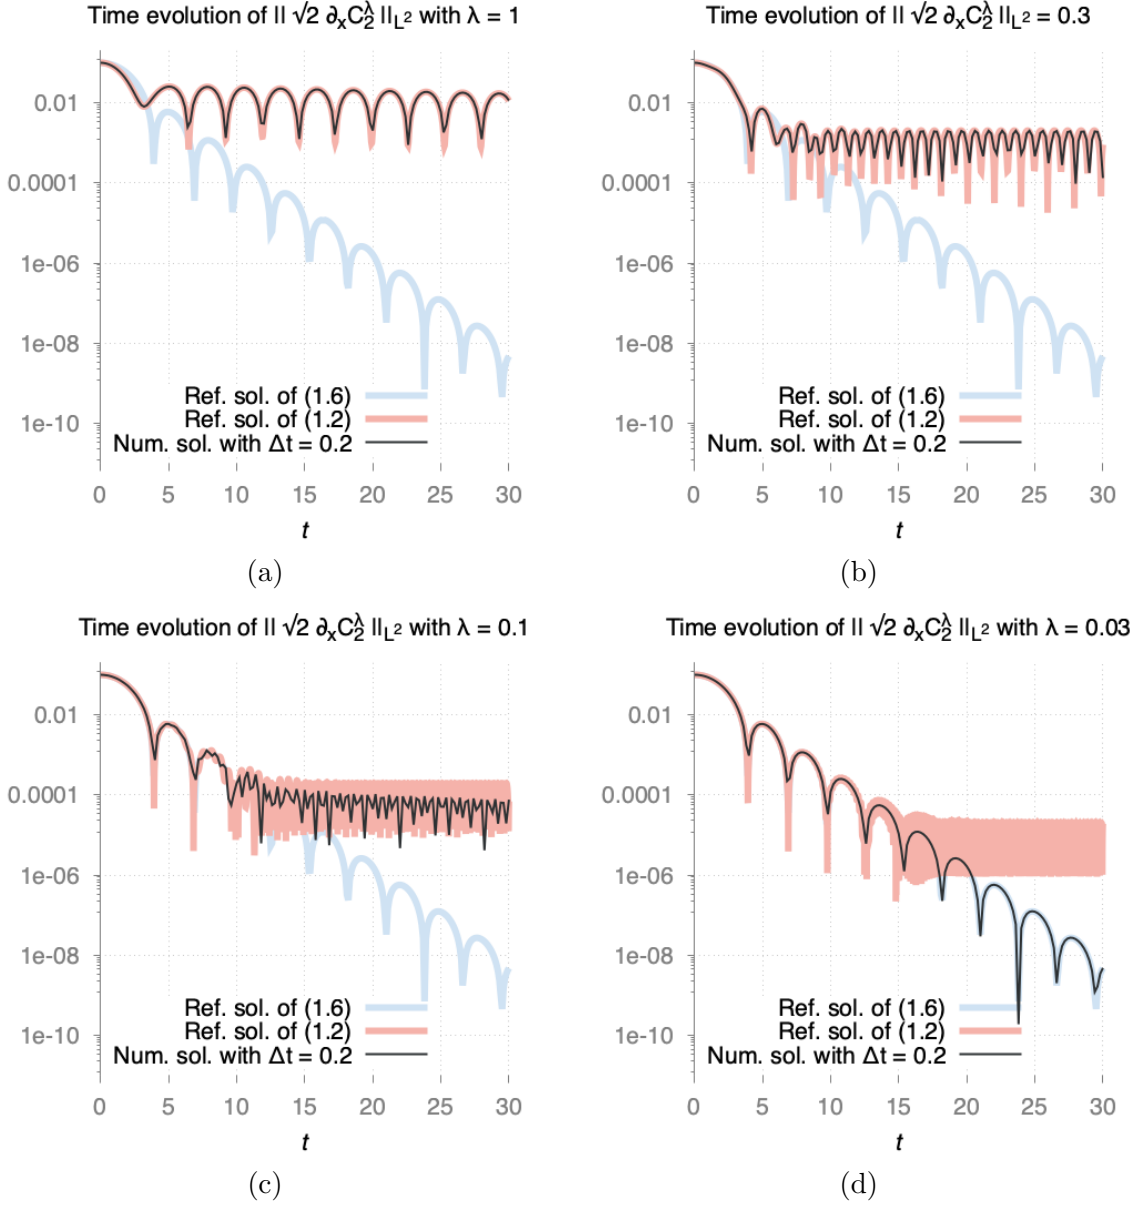 Time evolution of || √2 ∂ₓC₂^λ ||_L² with λ = 1
0.01
0.0001
1e-06
1e-08
1e-10
Ref. sol. of (1.6)
Ref. sol. of (1.2)
Num. sol. with Δt = 0.2
0 5 10 15 20 25 30
t
(a)
Time evolution of || √2 ∂ₓC₂^λ ||_L² = 0.3
0.01
0.0001
1e-06
1e-08
1e-10
Ref. sol. of (1.6)
Ref. sol. of (1.2)
Num. sol. with Δt = 0.2
0 5 10 15 20 25 30
t
(b)
Time evolution of || √2 ∂ₓC₂^λ ||_L² with λ = 0.1
0.01
0.0001
1e-06
1e-08
1e-10
Ref. sol. of (1.6)
Ref. sol. of (1.2)
Num. sol. with Δt = 0.2
0 5 10 15 20 25 30
t
(c)
Time evolution of || √2 ∂ₓC₂^λ ||_L² with λ = 0.03
0.01
0.0001
1e-06
1e-08
1e-10
Ref. sol. of (1.6)
Ref. sol. of (1.2)
Num. sol. with Δt = 0.2
0 5 10 15 20 25 30
t
(d)